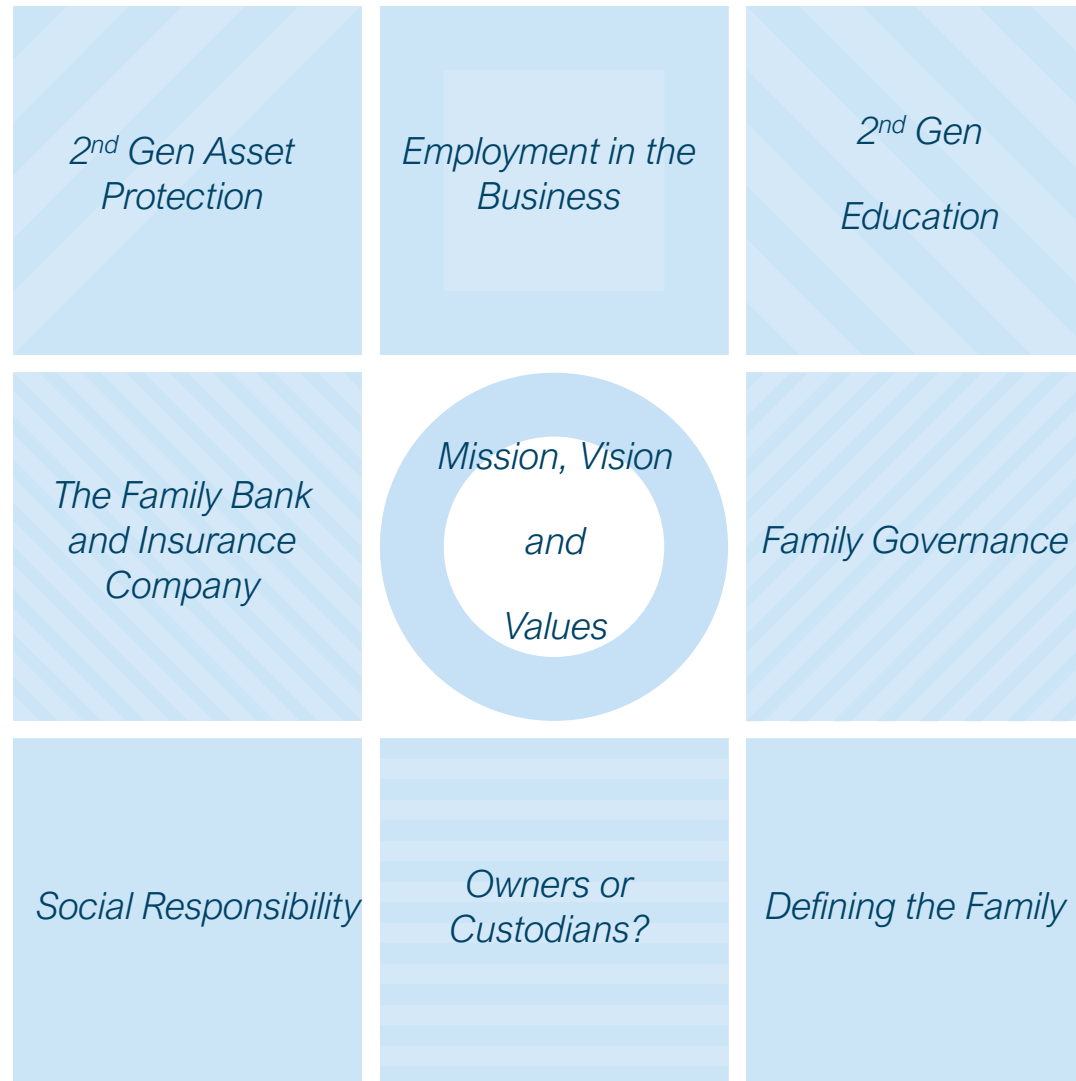 2nd Gen Asset
Protection
Employment in the
Business
2nd Gen
Education
The Family Bank
and Insurance
Company
Mission, Vision
and
Values
Family Governance
Social Responsibility
Owners or
Custodians?
Defining the Family